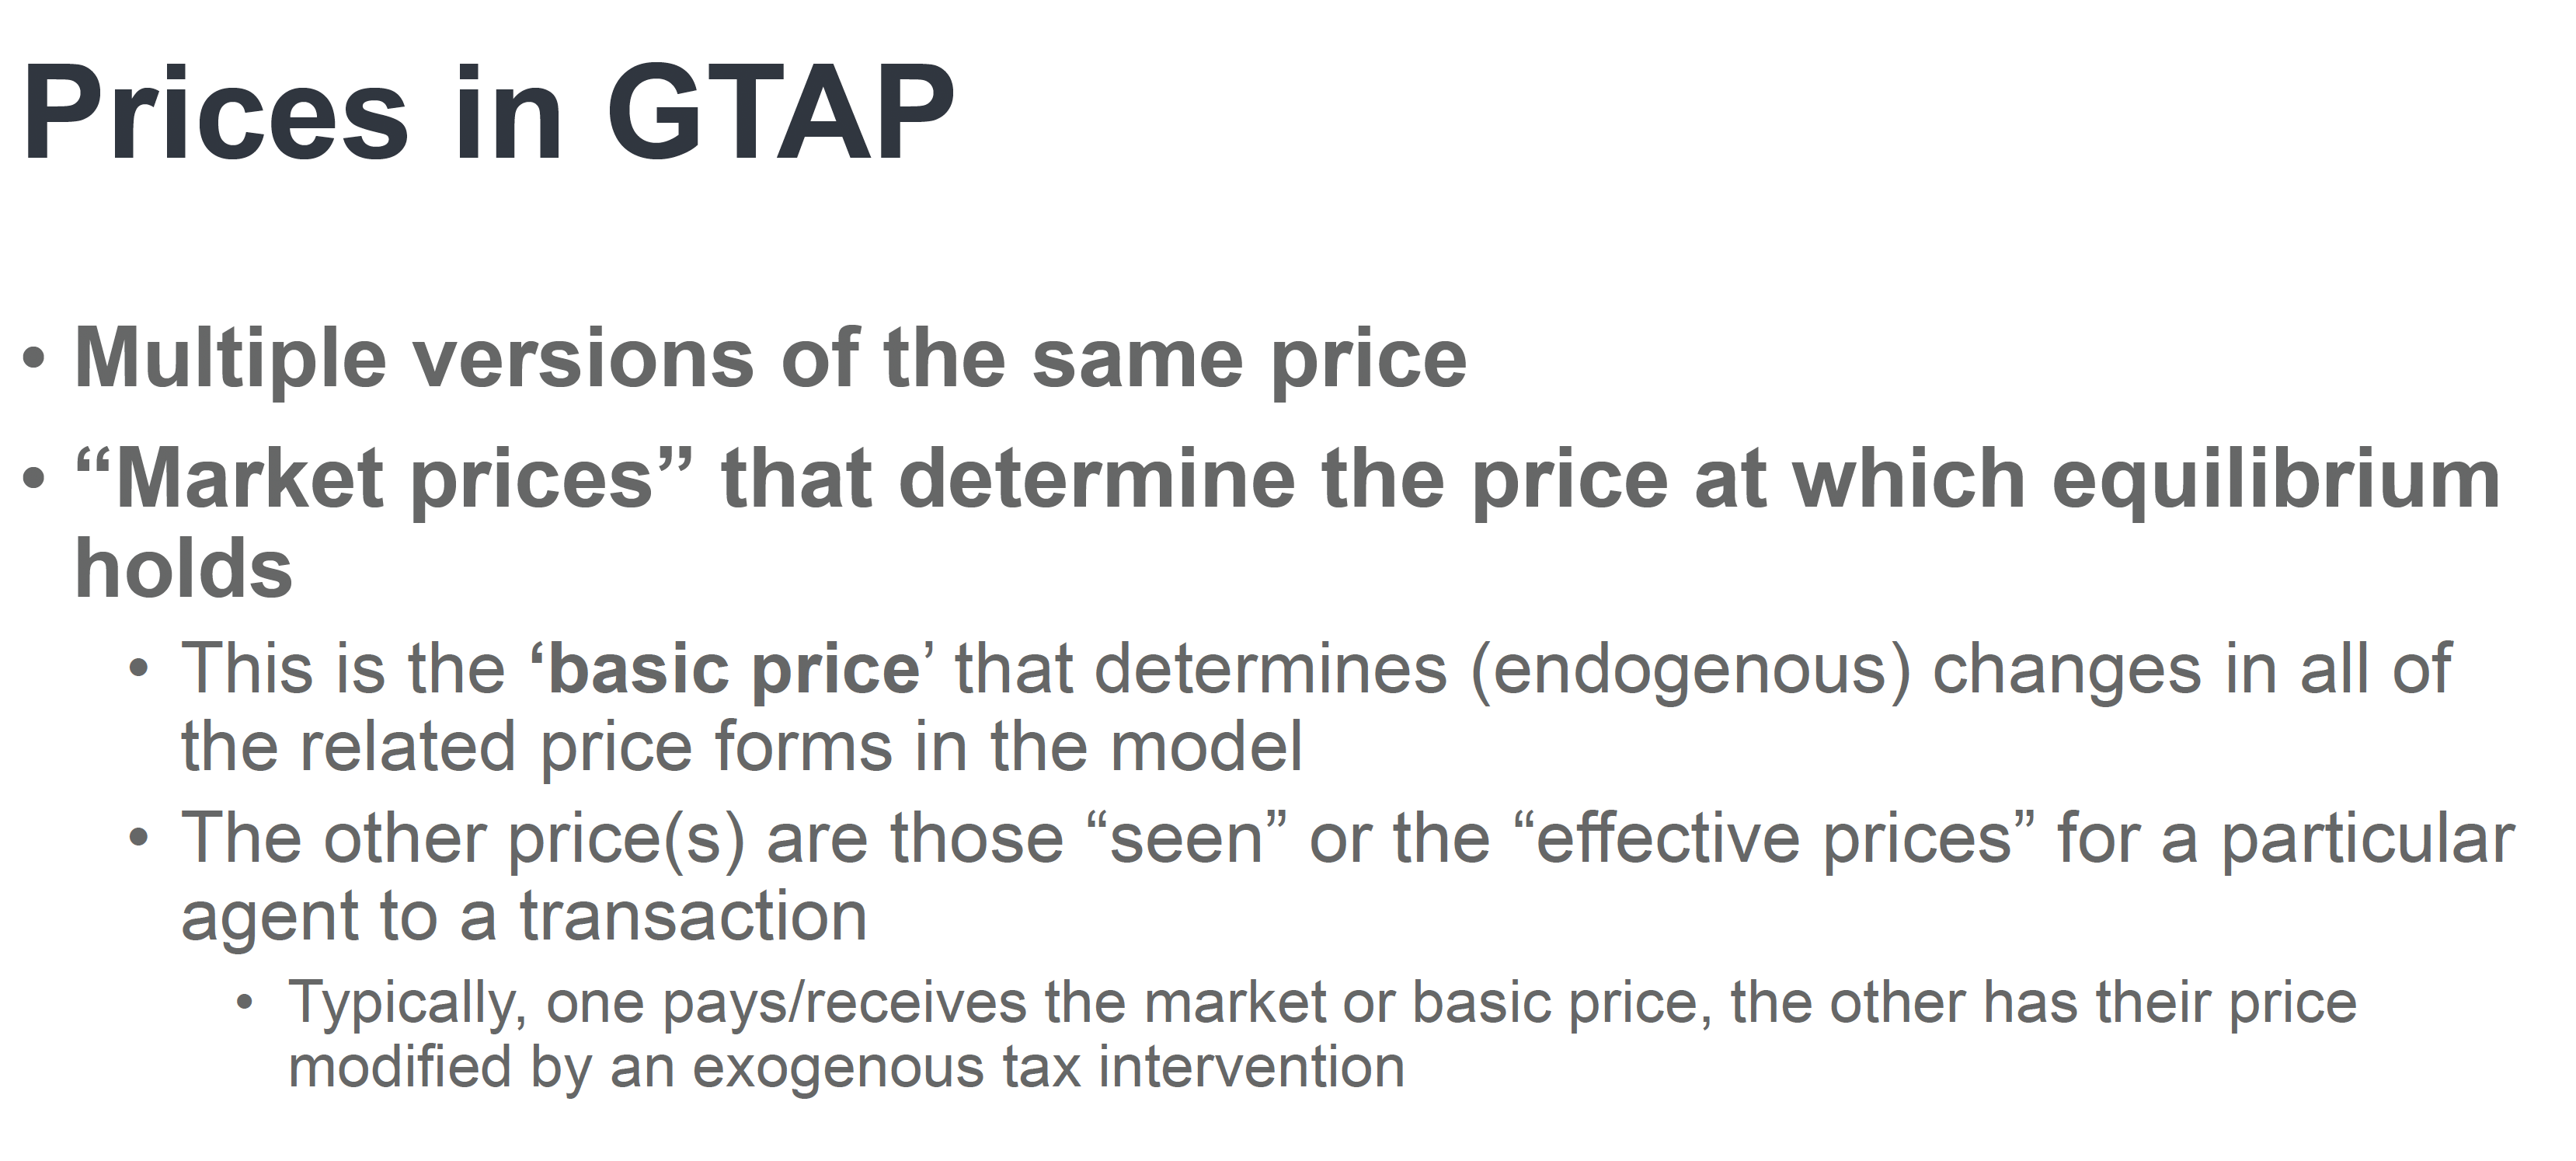 Prices in GTAP
• Multiple versions of the same price
• “Market prices” that determine the price at which equilibrium
holds
• This is the ‘basic price’ that determines (endogenous) changes in all of
the related price forms in the model
• The other price(s) are those “seen” or the “effective prices” for a particular
agent to a transaction
• Typically, one pays/receives the market or basic price, the other has their price
modified by an exogenous tax intervention